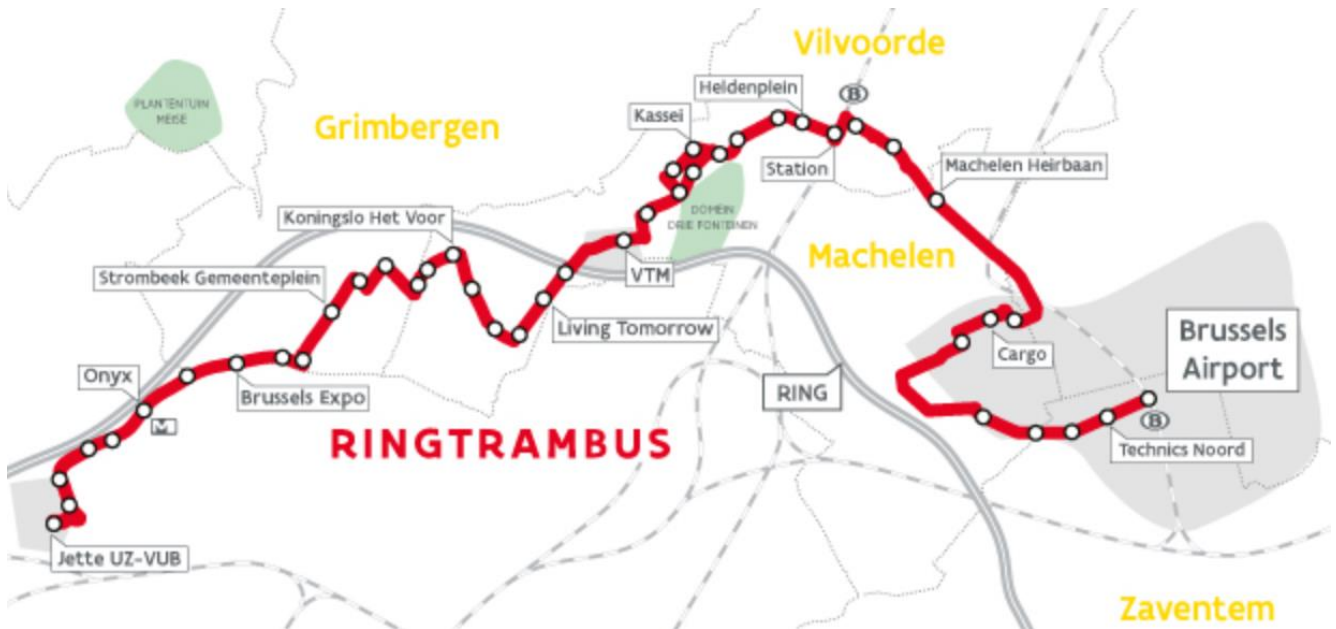 Vilvoorde
Heldenplein
B
PLANTENTUIN
MEISE
Grimbergen
Kassei
Station
Machelen Heirbaan
Koningslo Het Voor
DOMEIN
DRIE FONTEINEN
Machelen
Strombeek Gemeenteplein
VTM
Living Tomorrow
Brussels
Airport
Cargo
Onyx
Brussels Expo
RING
M
B
RINGTRAMBUS
Technics Noord
Jette UZ-VUB
Zaventem